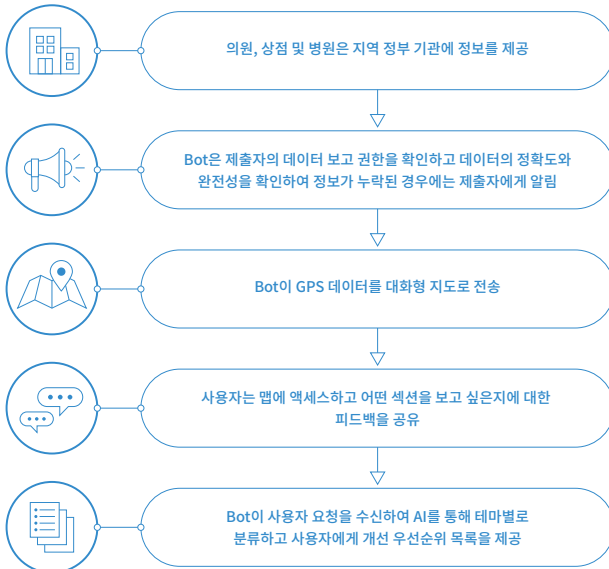 의원, 상점 및 병원은 지역 정부 기관에 정보를 제공
Bot은 제출자의 데이터 보고 권한을 확인하고 데이터의 정확도와
완전성을 확인하여 정보가 누락된 경우에는 제출자에게 알림
Bot이 GPS 데이터를 대화형 지도로 전송
사용자는 맵에 액세스하고 어떤 섹션을 보고 싶은지에 대한
피드백을 공유
Bot이 사용자 요청을 수신하여 AI를 통해 테마별로
분류하고 사용자에게 개선 우선순위 목록을 제공